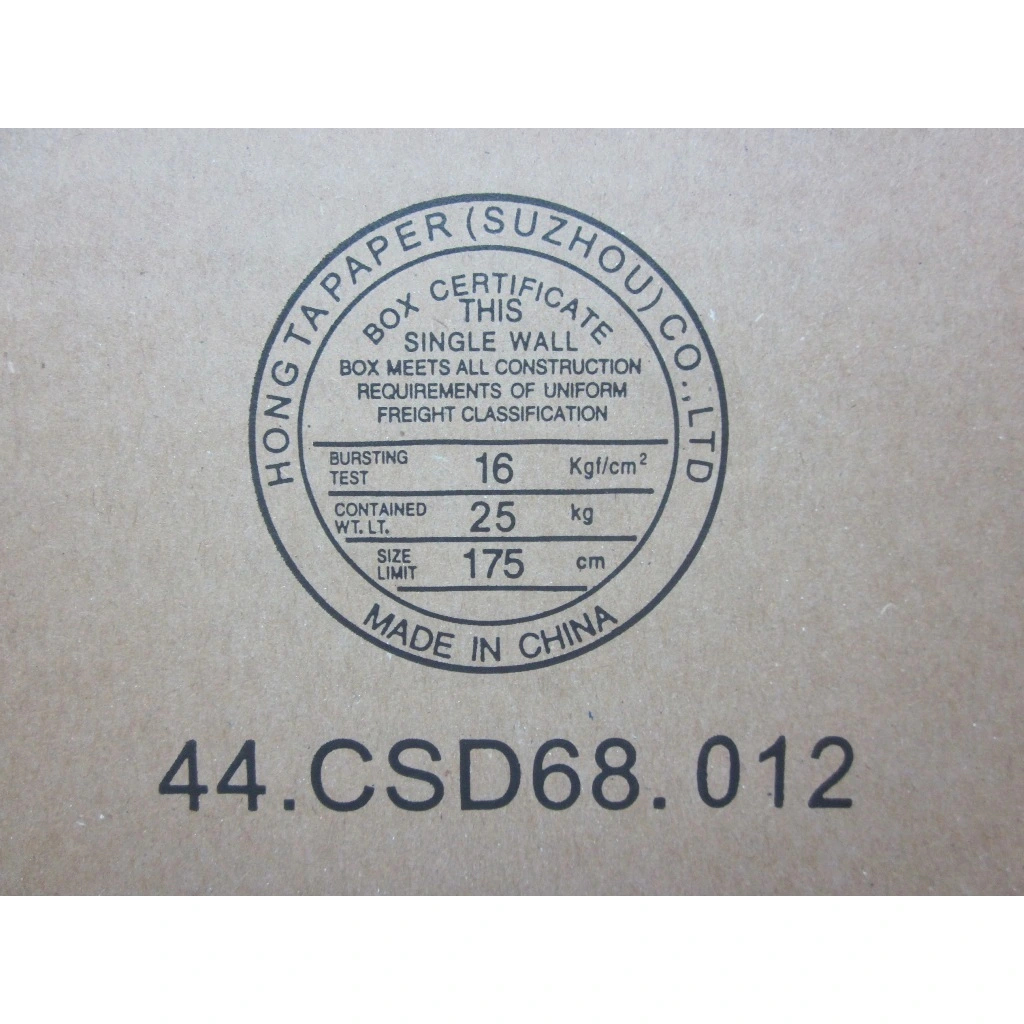 HONG TA PAPER (SUZHOU) CO.,LTD
BOX CERTIFICATE
THIS
SINGLE WALL
BOX MEETS ALL CONSTRUCTION
REQUIREMENTS OF UNIFORM
FREIGHT CLASSIFICATION
BURSTING TEST 16 Kgf/cm²
CONTAINED WT. LT. 25 kg
SIZE LIMIT 175 cm
MADE IN CHINA
44.CSD68.012